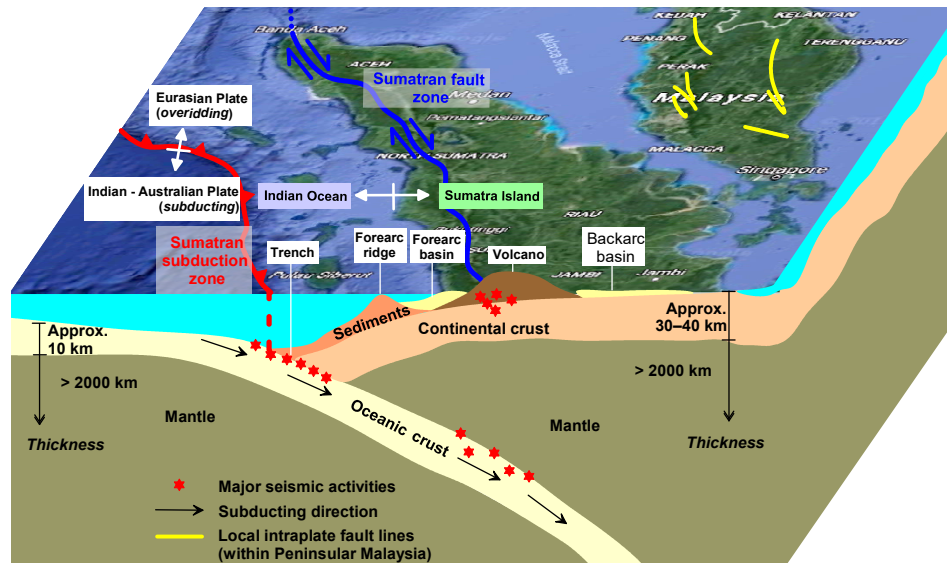 KEDAH
KELANTAN
PENANG
TERENGGANU
Banda Aceh
ACEH
PERAK
Sumatran fault
zone
Medan
Malaysia
Eurasian Plate
(overidding)
Pematangsiantar
MALACCA
NORTH SUMATRA
Singapore
Indian - Australian Plate
(subducting)
Indian Ocean
Sumatra Island
RIAU
Sumatran
subduction
zone
Trench
Forearc
ridge
Forearc
basin
Volcano
Backarc
basin
Pulau Siberut
JAMBI
Jambi
Approx.
10 km
Sediments
Continental crust
Approx.
30–40 km
> 2000 km
> 2000 km
Mantle
Oceanic crust
Mantle
Thickness
Thickness
Major seismic activities
Subducting direction
Local intraplate fault lines
(within Peninsular Malaysia)